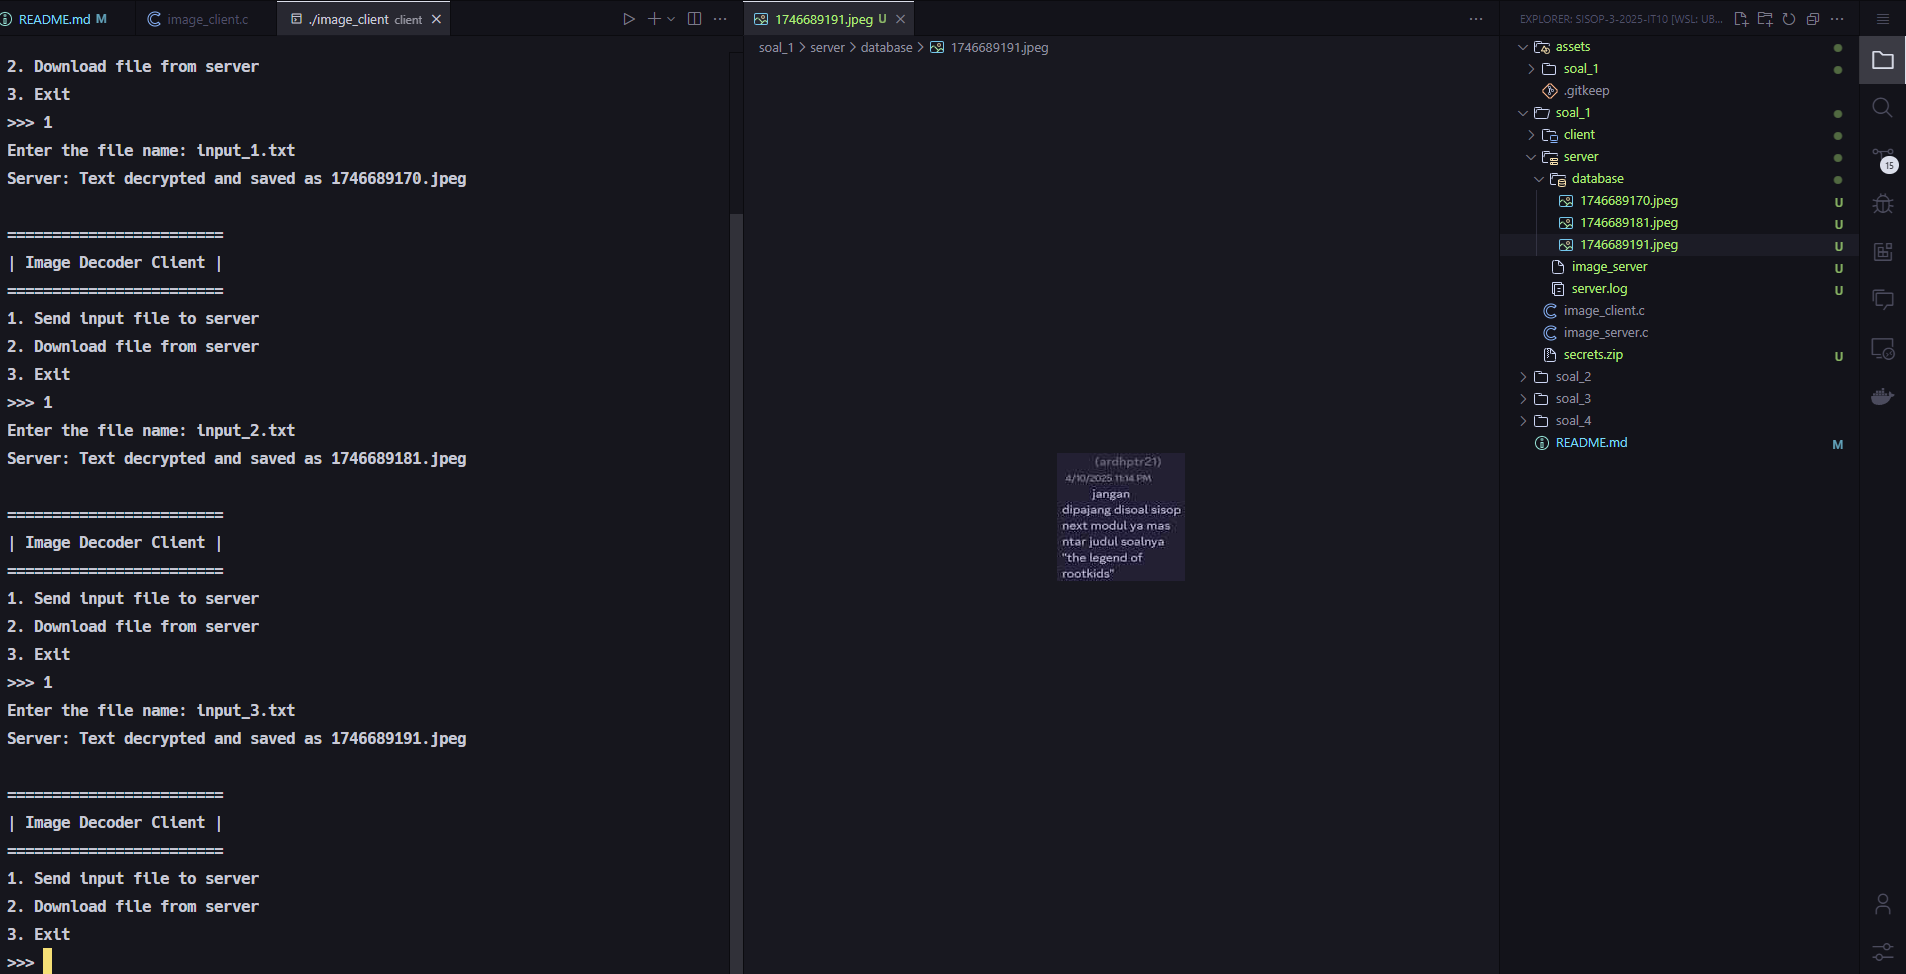 README.md M
image_client.c
./image_client client
2. Download file from server
3. Exit
>>> 1
Enter the file name: input_1.txt
Server: Text decrypted and saved as 1746689170.jpeg
========================
| Image Decoder Client |
========================
1. Send input file to server
2. Download file from server
3. Exit
>>> 1
Enter the file name: input_2.txt
Server: Text decrypted and saved as 1746689181.jpeg
========================
| Image Decoder Client |
========================
1. Send input file to server
2. Download file from server
3. Exit
>>> 1
Enter the file name: input_3.txt
Server: Text decrypted and saved as 1746689191.jpeg
========================
| Image Decoder Client |
========================
1. Send input file to server
2. Download file from server
3. Exit
>>>
1746689191.jpeg U
soal_1 > server > database > 1746689191.jpeg
(ardhptr21)
4/10/2025 11:14 PM
jangan
dipajang disoal sisop
next modul ya mas
ntar judul soalnya
"the legend of
rootkids"
EXPLORER: SISOP-3-2025-IT10 [WSL: UB...
assets
soal_1
.gitkeep
soal_1
client
server
database
1746689170.jpeg U
1746689181.jpeg U
1746689191.jpeg U
image_server U
server.log U
image_client.c
image_server.c
secrets.zip U
soal_2
soal_3
soal_4
README.md M
15